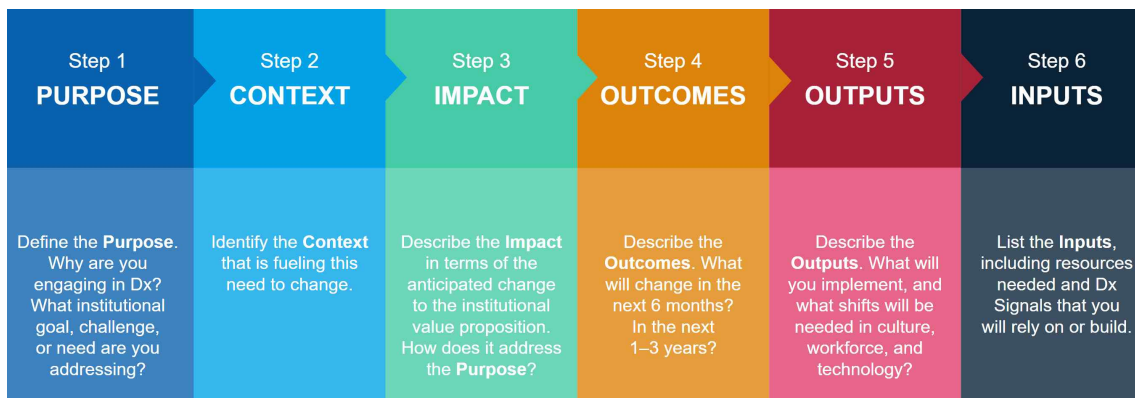 Step 1
PURPOSE
Step 2
CONTEXT
Step 3
IMPACT
Step 4
OUTCOMES
Step 5
OUTPUTS
Step 6
INPUTS
Define the Purpose.
Why are you
engaging in Dx?
What institutional
goal, challenge,
or need are you
addressing?
Identify the Context
that is fueling this
need to change.
Describe the Impact
in terms of the
anticipated change
to the institutional
value proposition.
How does it address
the Purpose?
Describe the
Outcomes. What
will change in the
next 6 months?
In the next
1–3 years?
Describe the
Outputs. What will
you implement, and
what shifts will be
needed in culture,
workforce, and
technology?
List the Inputs,
including resources
needed and Dx
Signals that you
will rely on or build.